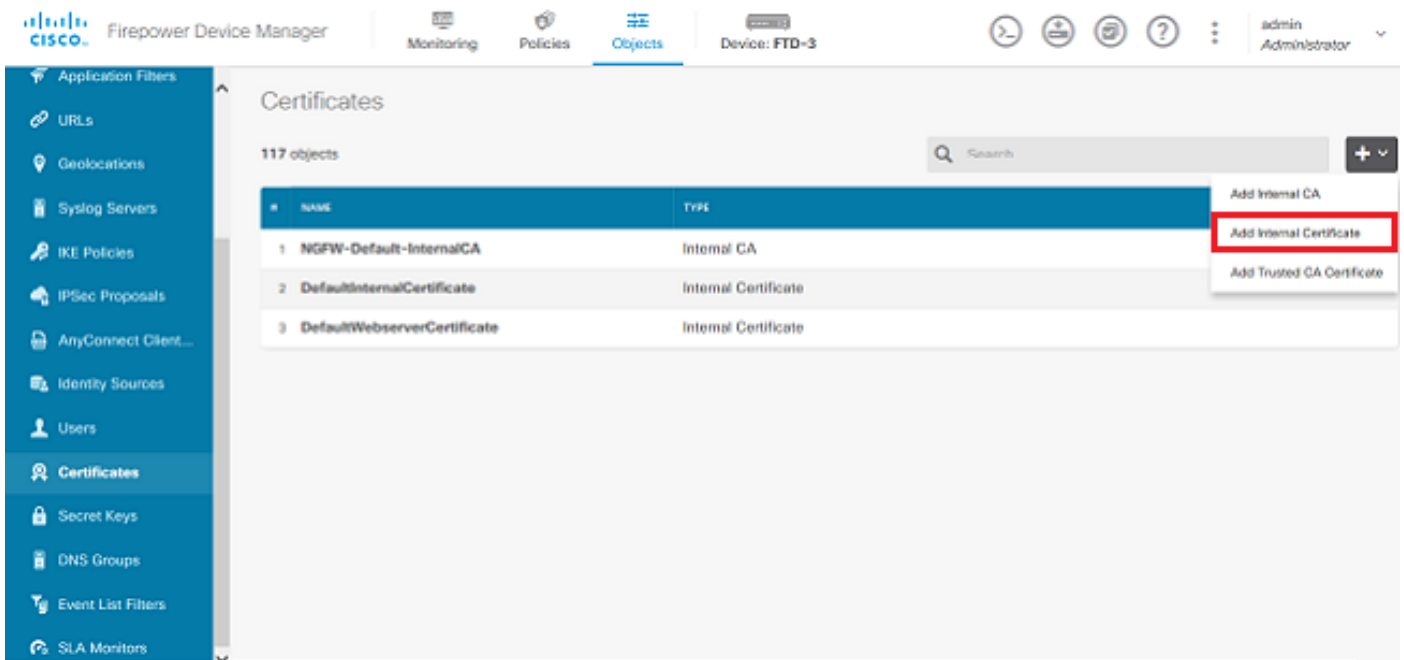 CISCO
Firepower Device Manager
Monitoring
Policies
Objects
Device: FTD-3
>_
?
admin
Administrator
Application Filters
URLs
Geolocations
Syslog Servers
IKE Policies
IPSec Proposals
AnyConnect Client...
Identity Sources
Users
Certificates
Secret Keys
DNS Groups
Event List Filters
SLA Monitors
Certificates
117 objects
Search
+
Add Internal CA
Add Internal Certificate
Add Trusted CA Certificate
# NAME TYPE
1 NGFW-Default-InternalCA Internal CA
2 DefaultInternalCertificate Internal Certificate
3 DefaultWebserverCertificate Internal Certificate